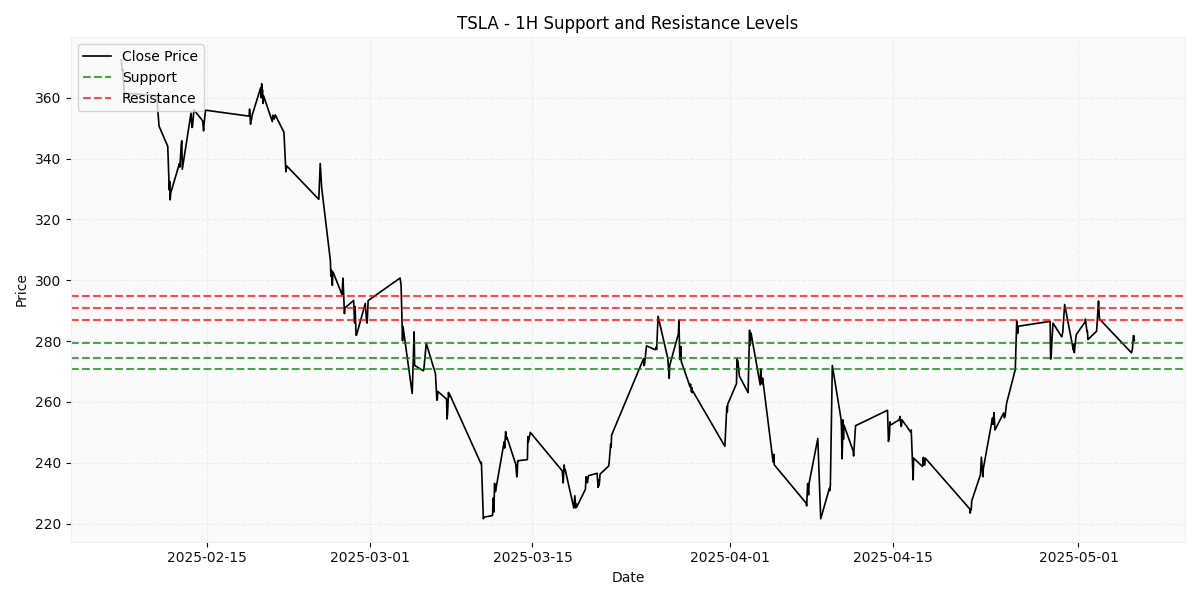 TSLA - 1H Support and Resistance Levels
Close Price
Support
Resistance
Price
360
340
320
300
280
260
240
220
2025-02-15 2025-03-01 2025-03-15 2025-04-01 2025-04-15 2025-05-01
Date